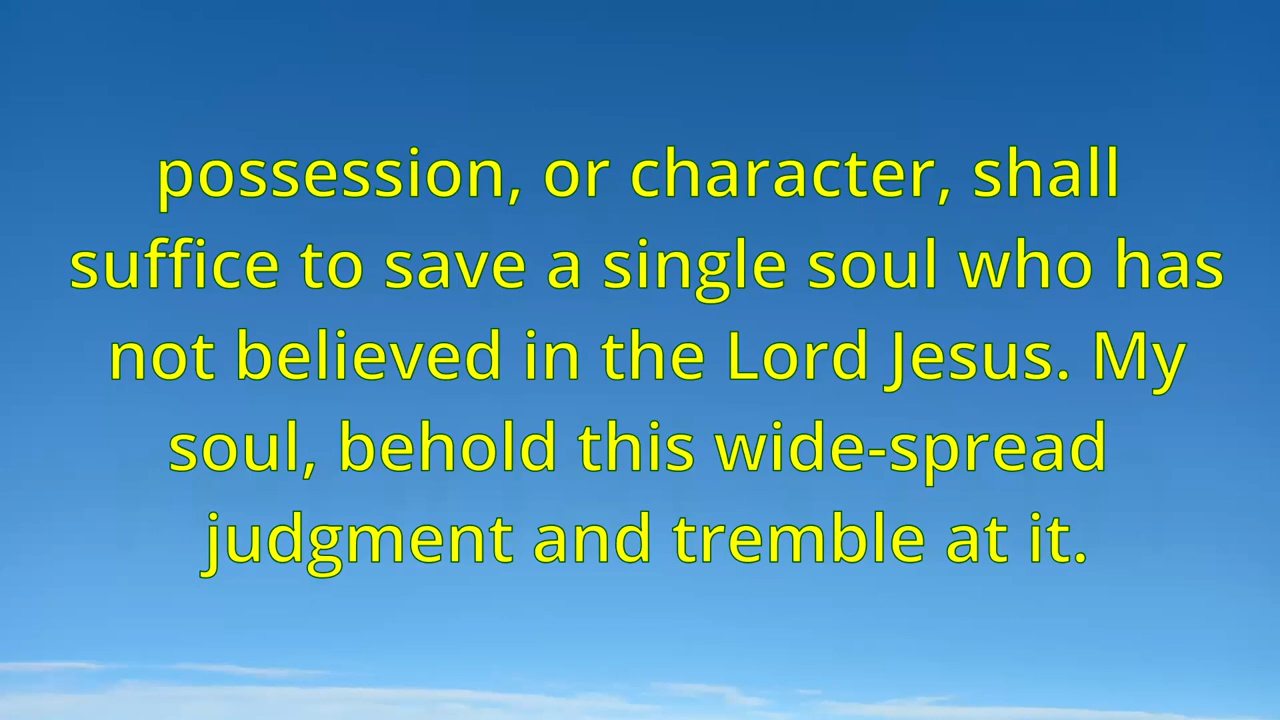 possession, or character, shall
suffice to save a single soul who has
not believed in the Lord Jesus. My
soul, behold this wide-spread
judgment and tremble at it.